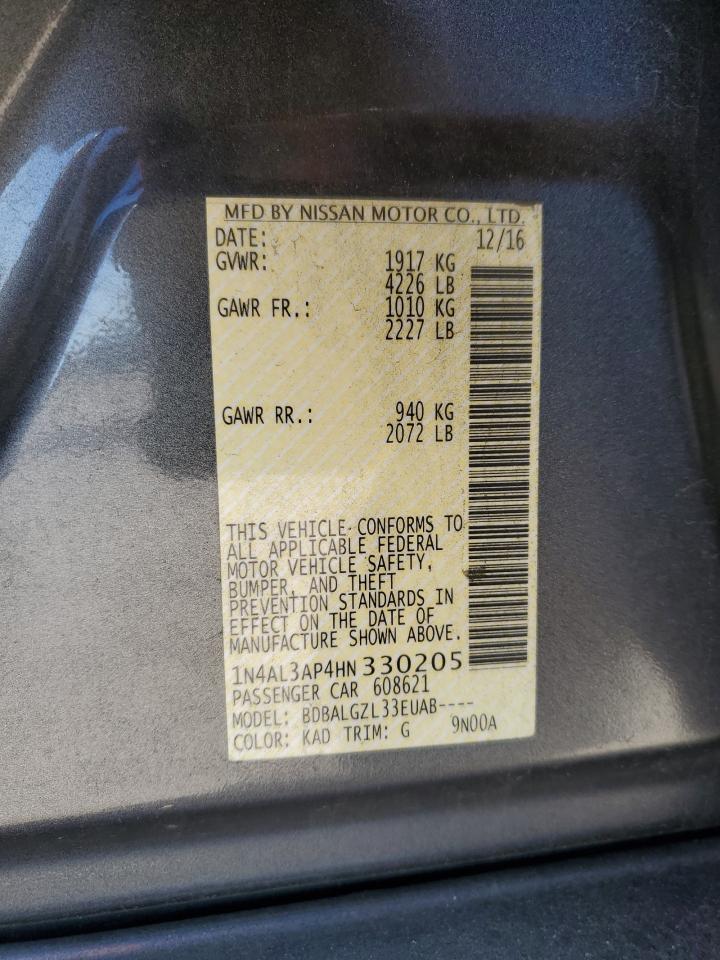 MFD BY NISSAN MOTOR CO., LTD.
DATE: 12/16
GVWR: 1917 KG
4226 LB
GAWR FR.: 1010 KG
2227 LB
GAWR RR.: 940 KG
2072 LB
THIS VEHICLE CONFORMS TO
ALL APPLICABLE FEDERAL
MOTOR VEHICLE SAFETY,
BUMPER, AND THEFT
PREVENTION STANDARDS IN
EFFECT ON THE DATE OF
MANUFACTURE SHOWN ABOVE.
1N4AL3AP4HN 330205
PASSENGER CAR 608621
MODEL: BDBALGZL33EUAB----
COLOR: KAD TRIM: G 9N00A